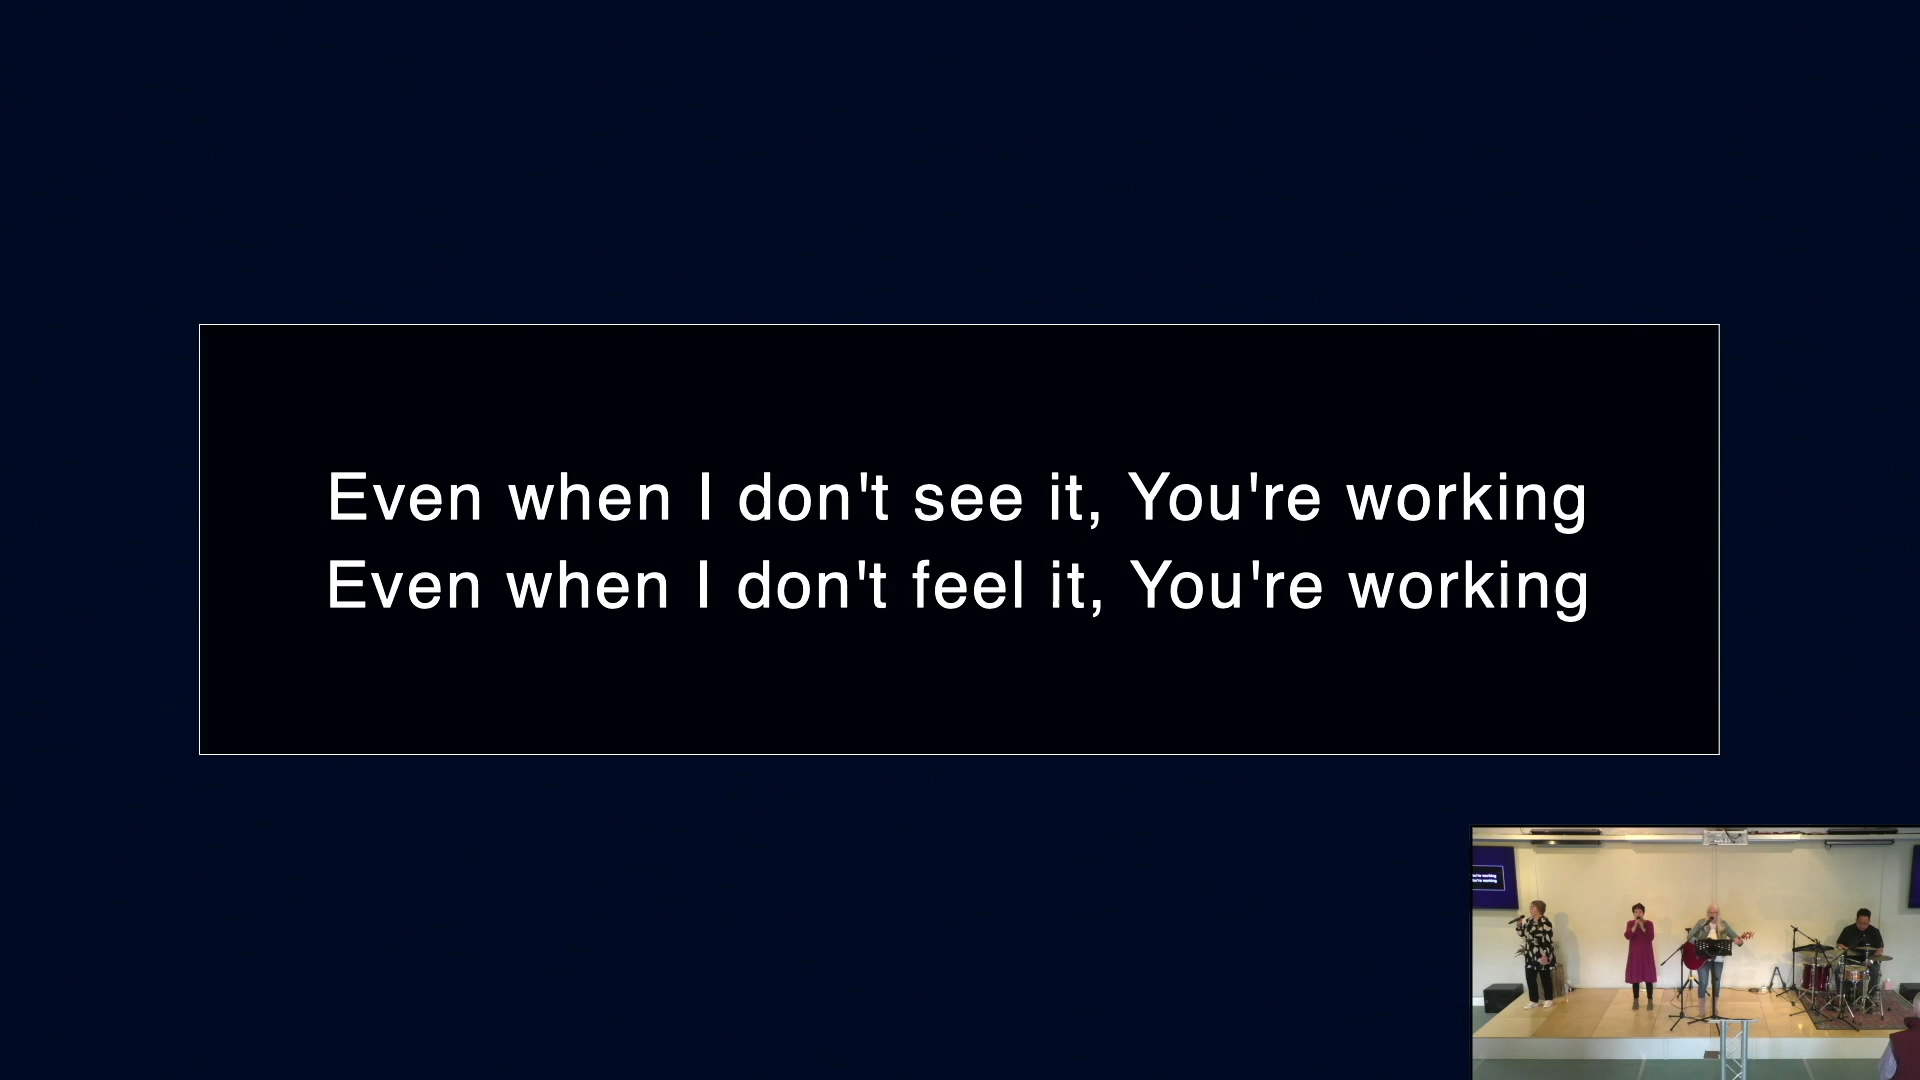 Even when I don't see it, You're working
Even when I don't feel it, You're working